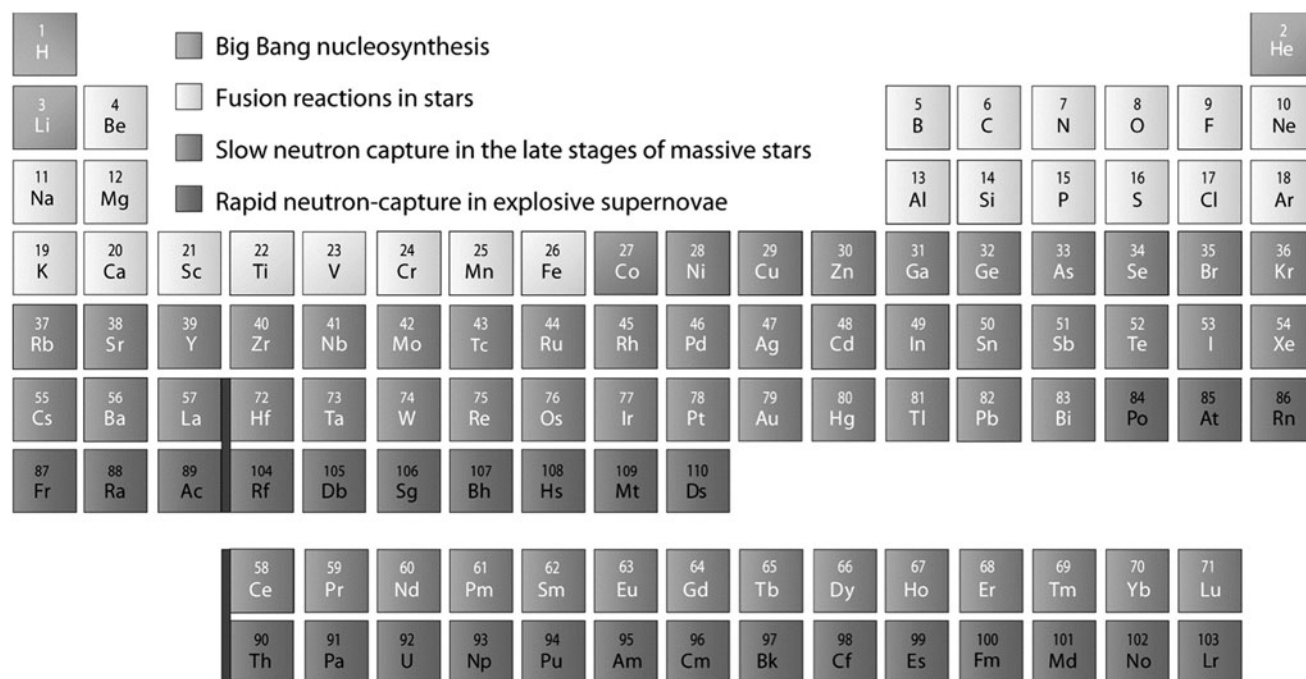 1 2
H He
Big Bang nucleosynthesis
3 4 5 6 7 8 9 10
Li Be B C N O F Ne
Fusion reactions in stars
Slow neutron capture in the late stages of massive stars
11 12 13 14 15 16 17 18
Na Mg Al Si P S Cl Ar
Rapid neutron-capture in explosive supernovae
19 20 21 22 23 24 25 26 27 28 29 30 31 32 33 34 35 36
K Ca Sc Ti V Cr Mn Fe Co Ni Cu Zn Ga Ge As Se Br Kr
37 38 39 40 41 42 43 44 45 46 47 48 49 50 51 52 53 54
Rb Sr Y Zr Nb Mo Tc Ru Rh Pd Ag Cd In Sn Sb Te I Xe
55 56 57 72 73 74 75 76 77 78 79 80 81 82 83 84 85 86
Cs Ba La Hf Ta W Re Os Ir Pt Au Hg Tl Pb Bi Po At Rn
87 88 89 104 105 106 107 108 109 110
Fr Ra Ac Rf Db Sg Bh Hs Mt Ds
58 59 60 61 62 63 64 65 66 67 68 69 70 71
Ce Pr Nd Pm Sm Eu Gd Tb Dy Ho Er Tm Yb Lu
90 91 92 93 94 95 96 97 98 99 100 101 102 103
Th Pa U Np Pu Am Cm Bk Cf Es Fm Md No Lr